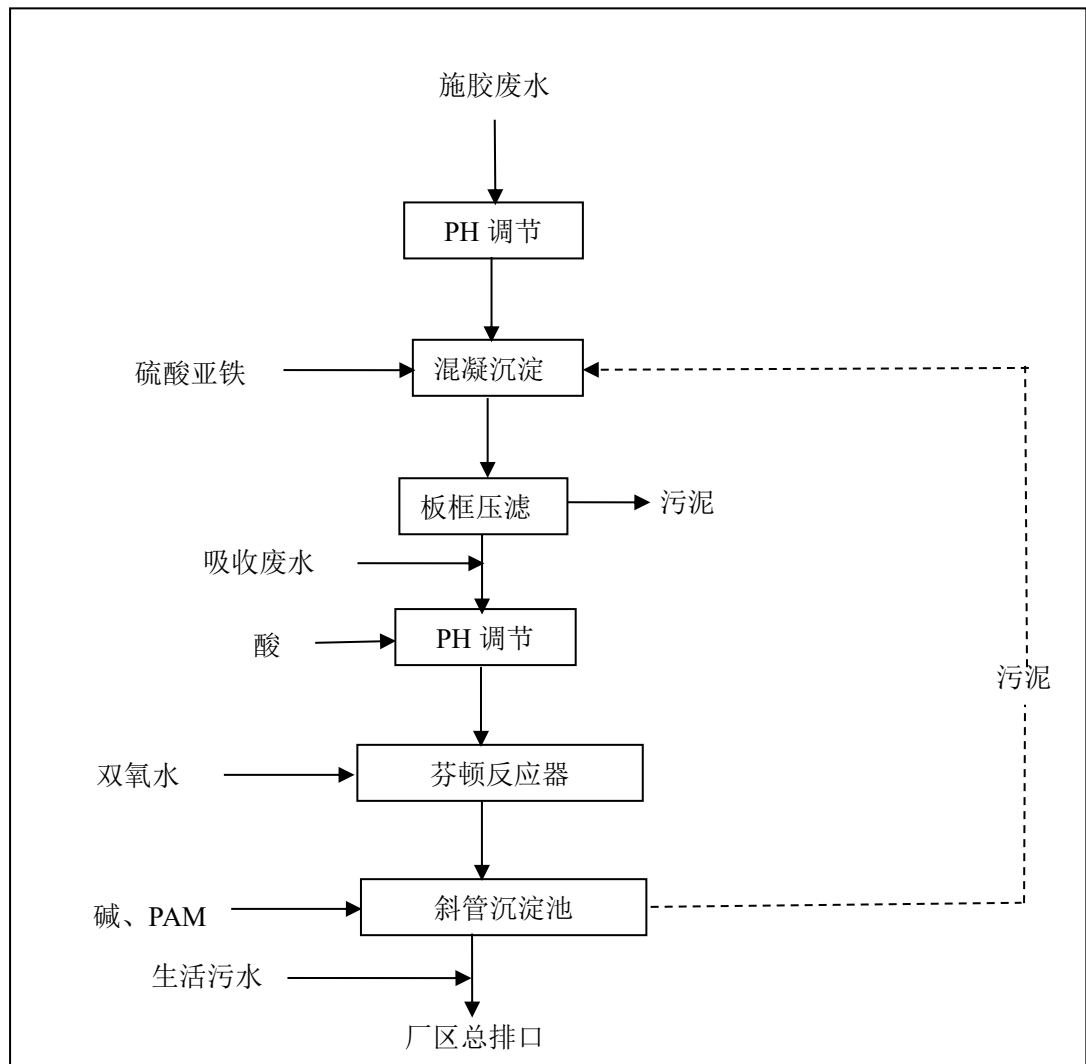 施胶废水
PH 调节
硫酸亚铁
混凝沉淀
板框压滤
污泥
吸收废水
酸
PH 调节
污泥
双氧水
芬顿反应器
碱、PAM
斜管沉淀池
生活污水
厂区总排口